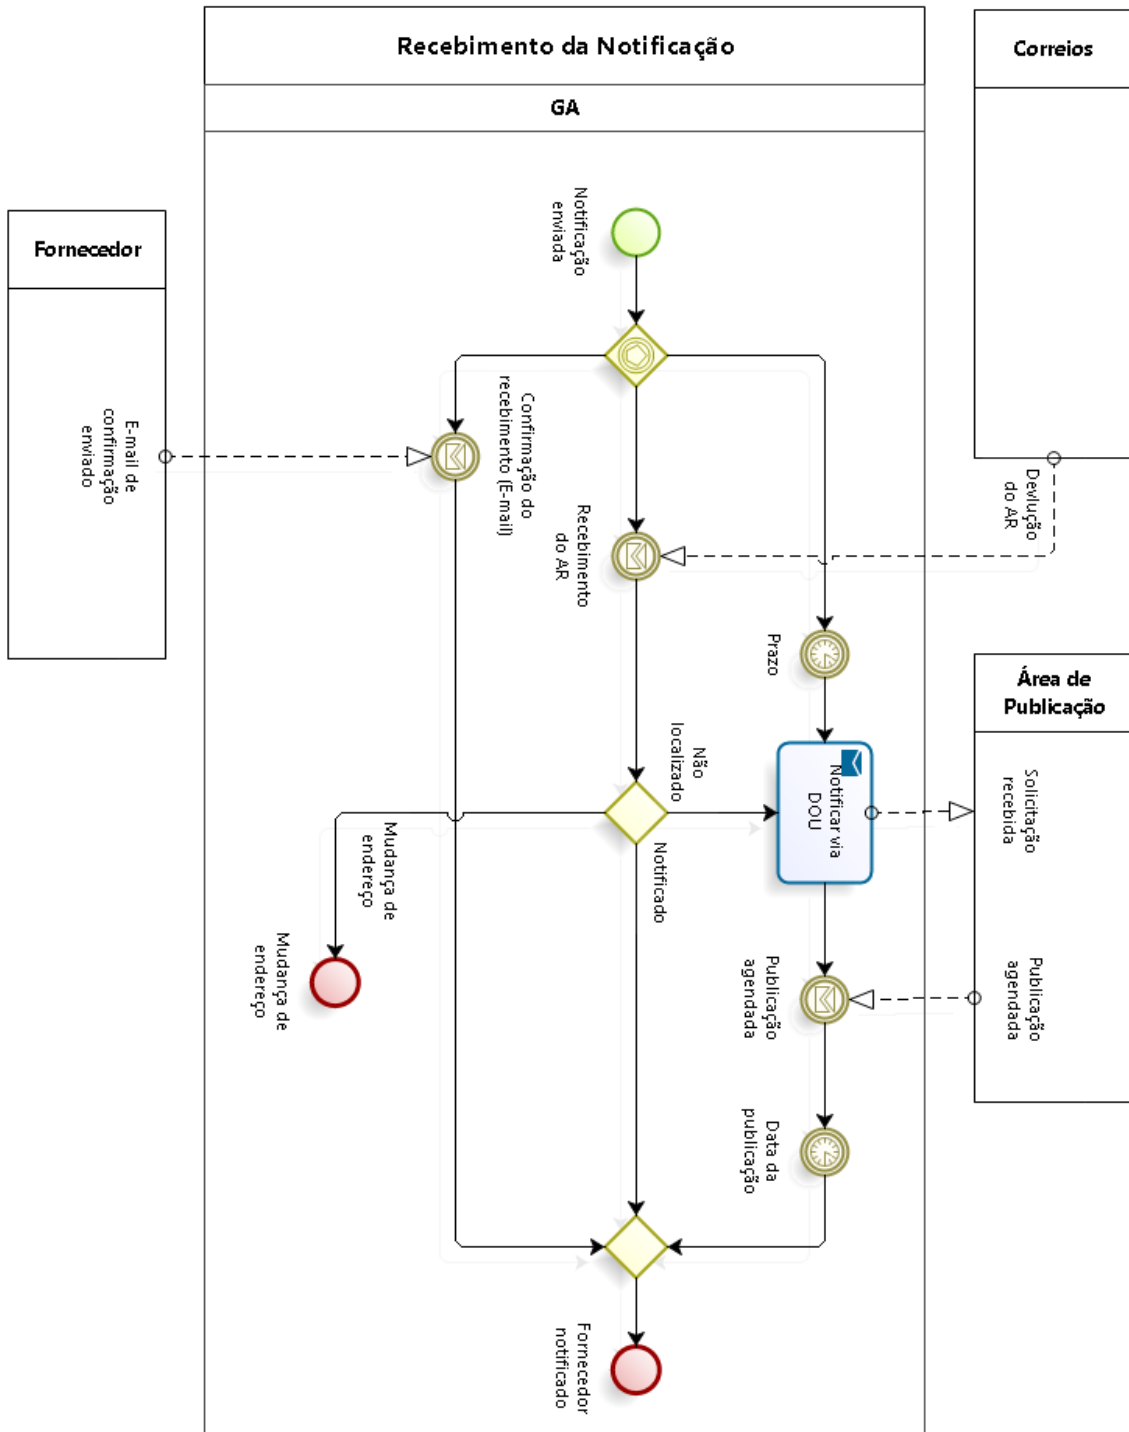 Recebimento da Notificação
GA
Correios
Fornecedor
Notificação
enviada
Confirmação do
recebimento (E-mail)
E-mail de
confirmação
enviado
Recebimento
do AR
Devlução
do AR
Prazo
Área de
Publicação
Não
localizado
Notificar via
DOU
Solicitação
recebida
Mudança de
endereço
Notificado
Mudança de
endereço
Publicação
agendada
Publicação
agendada
Data da
publicação
Fornecedor
notificado